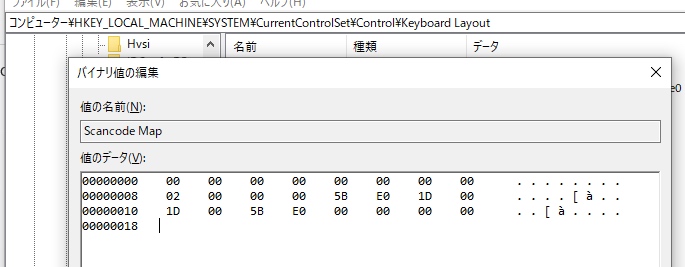 ファイル(F) 編集(E) 表示(V) お気に入り(A) ヘルプ(H)
コンピューター¥HKEY_LOCAL_MACHINE¥SYSTEM¥CurrentControlSet¥Control¥Keyboard Layout
Hvsi
名前 種類 データ
バイナリ値の編集
e0
値の名前(N):
Scancode Map
値のデータ(V):
00000000 00 00 00 00 00 00 00 00 . . . . . . . .
00000008 02 00 00 00 5B E0 1D 00 . . . . [ à . .
00000010 1D 00 5B E0 00 00 00 00 . . [ à . . . .
00000018